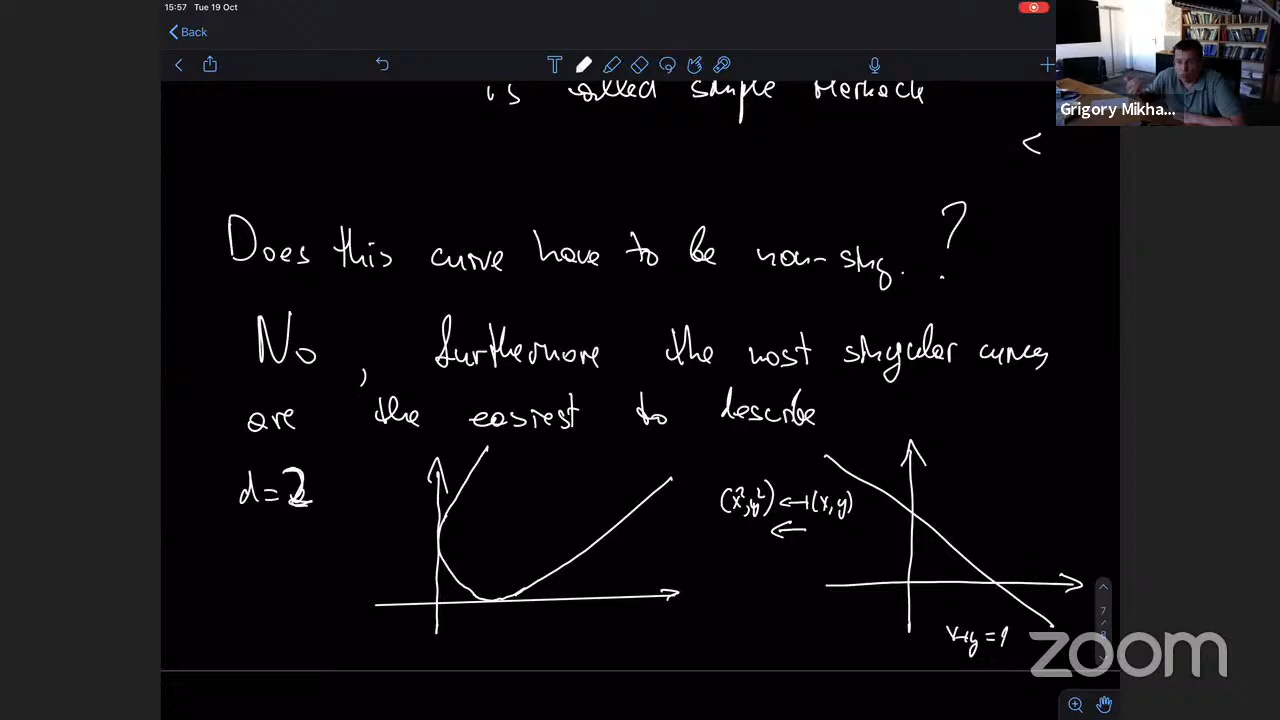 15:57 Tue 19 Oct
Back
Grigory Mikha...
is called simple Harnack
<
Does this curve have to be non-sing. ?
No, furthermore the most singular curves
are the easiest to describe
d=2
(x²,y²) ↤ (x,y)
←
x+y=1
7
zoom